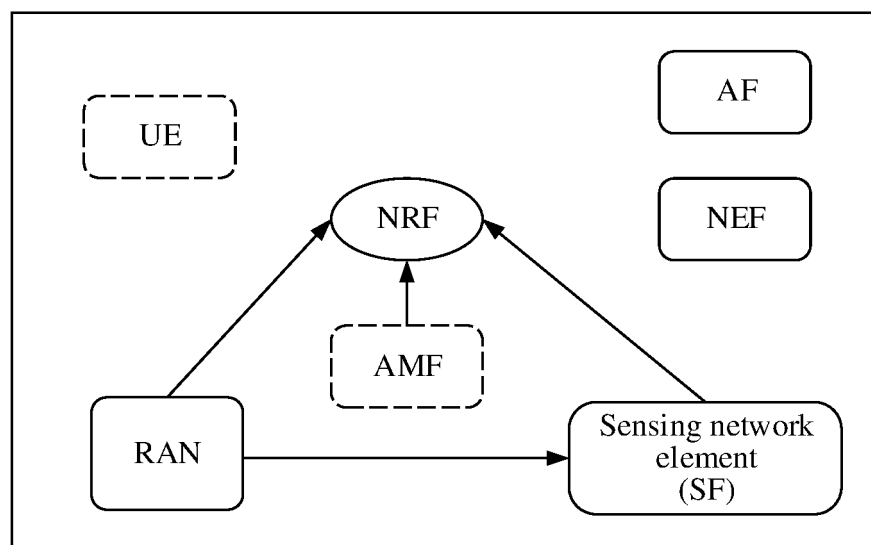 AF
UE
NRF
NEF
AMF
RAN
Sensing network
element
(SF)